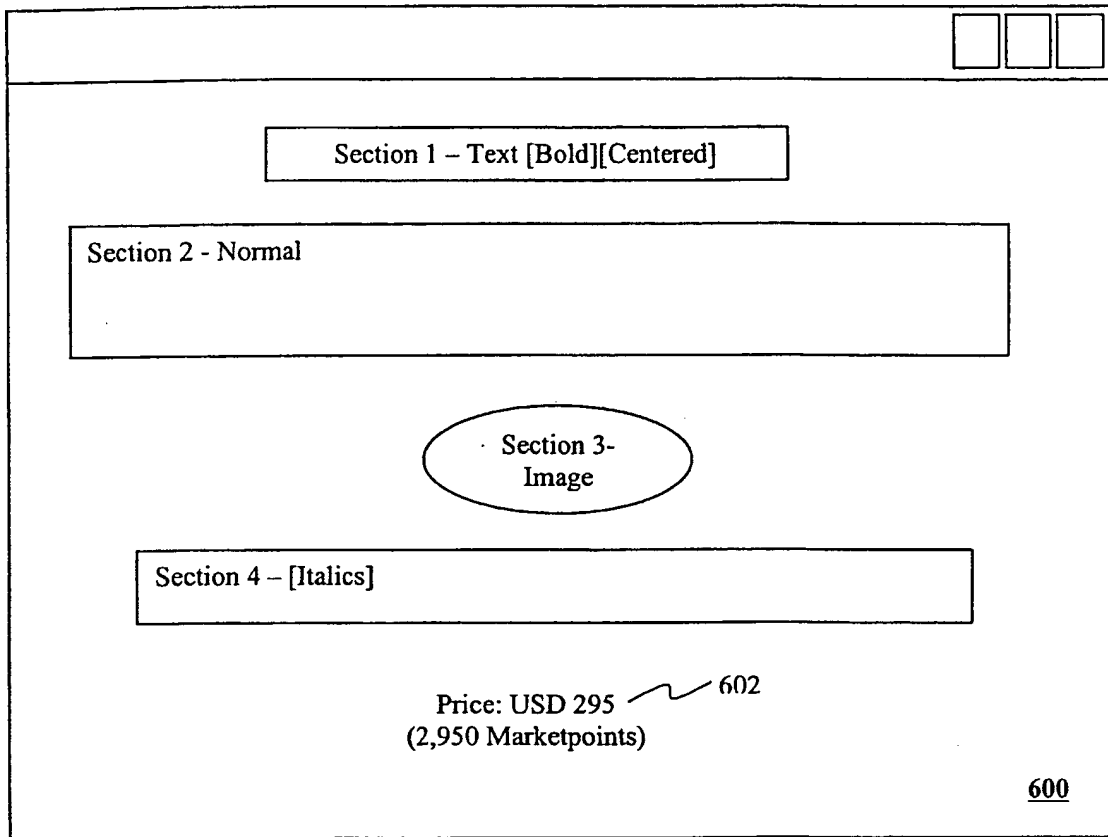 Section 1 – Text [Bold][Centered]
Section 2 - Normal
Section 3-
Image
Section 4 – [Italics]
Price: USD 295
602
(2,950 Marketpoints)
600